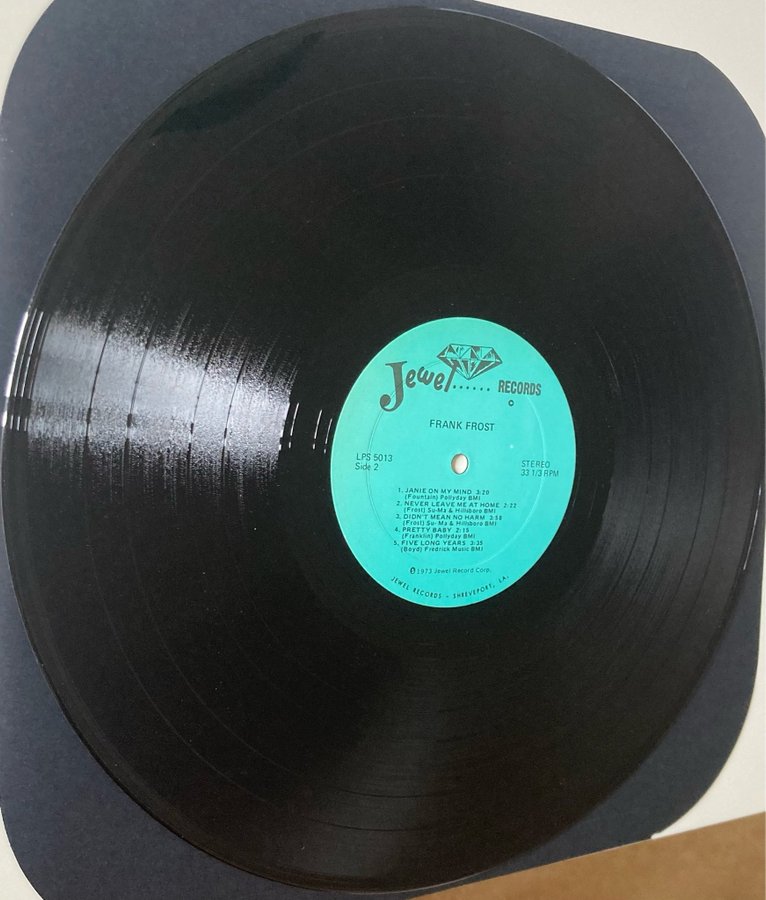 Jewel...... RECORDS
FRANK FROST
LPS 5013
Side 2
STEREO
33 1/3 RPM
1. JANIE ON MY MIND 3:20
(Fountain) Pollyday BMI
2. NEVER LEAVE ME AT HOME 2:22
(Frost) Su-Ma & Hillsboro BMI
3. DIDN'T MEAN NO HARM 3:58
(Frost) Su-Ma & Hillsboro BMI
4. PRETTY BABY 2:15
(Franklin) Pollyday BMI
5. FIVE LONG YEARS 3:35
(Boyd) Fredrick Music BMI
℗1973 Jewel Record Corp.
JEWEL RECORDS - SHREVEPORT, LA.